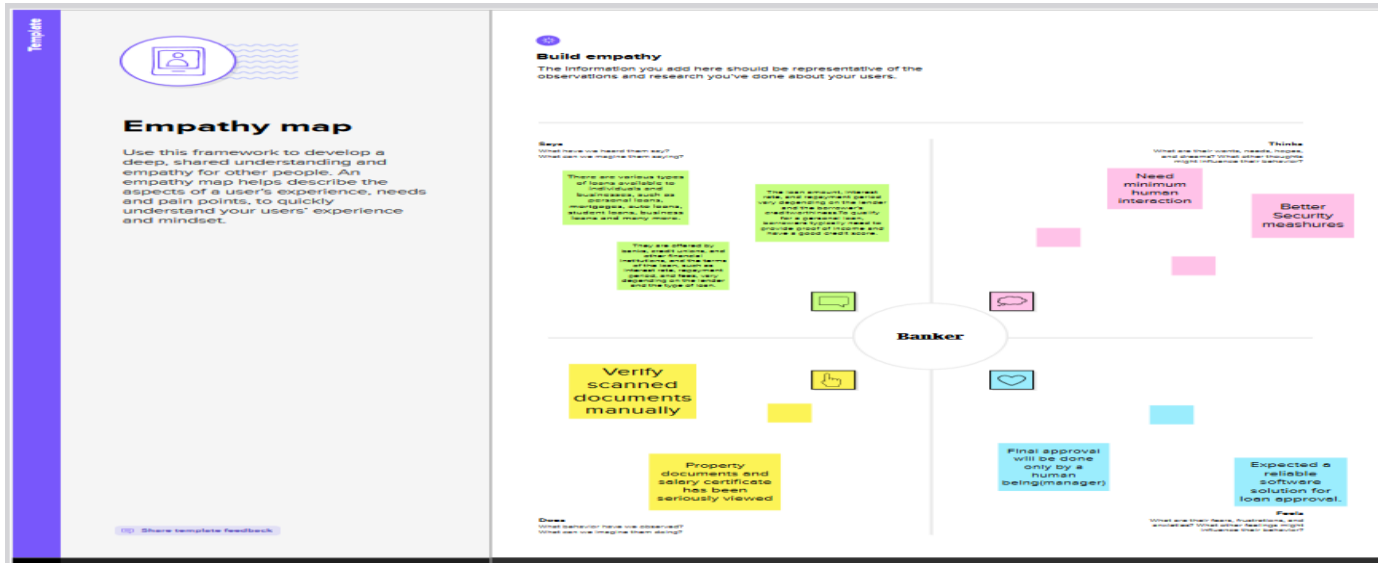 Template
Empathy map
Use this framework to develop a
deep, shared understanding and
empathy for other people. An
empathy map helps describe the
aspects of a user's experience, needs
and pain points, to quickly
understand your users' experience
and mindset.
Share template feedback
Build empathy
The information you add here should be representative of the
observations and research you've done about your users.
Says
What have we heard them say?
What can we imagine them saying?
There are various types
of loans available to
individuals and
businesses, such as
personal loans,
mortgages, auto loans,
student loans, business
loans and many more.
The loan amount, interest
rate, and repayment period
vary depending on the lender
and the borrower's
creditworthiness.To qualify
for a personal loan,
borrowers typically need to
provide proof of income and
have a good credit score.
They are offered by
banks, credit unions, and
other financial
institutions, and the terms
of the loan, such as
interest rate, repayment
period, and fees, vary
depending on the lender
and the type of loan.
Thinks
What are their wants, needs, hopes,
and dreams? What other thoughts
might influence their behavior?
Need
minimum
human
interaction
Better
Security
meashures
Banker
Verify
scanned
documents
manually
Property
documents and
salary certificate
has been
seriously viewed
Does
What behavior have we observed?
What can we imagine them doing?
Final approval
will be done
only by a
human
being(manager)
Expected a
reliable
software
solution for
loan approval.
Feels
What are their fears, frustrations, and
anxieties? What other feelings might
influence their behavior?